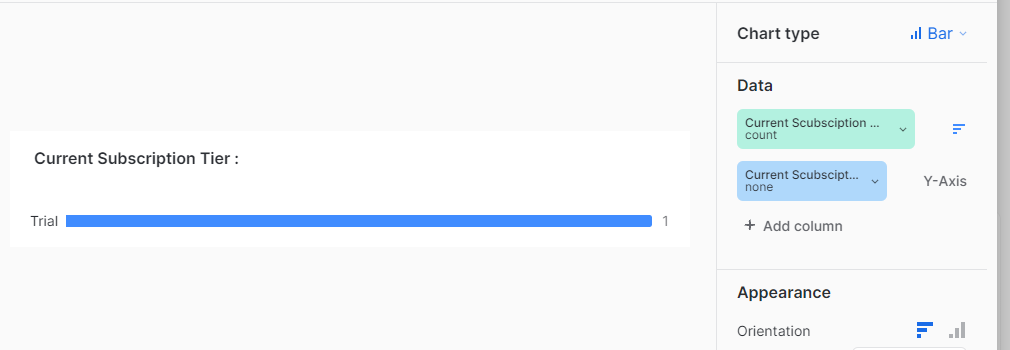 Chart type
Bar
Data
Current Scubsciption ...
count
Current Scubscipt...
none
Y-Axis
+ Add column
Appearance
Orientation
Current Subscription Tier :
Trial
1